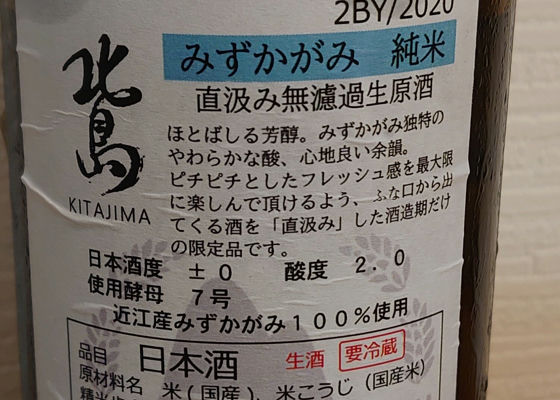 2BY/2020
北島
KITAJIMA
みずかがみ 純米
直汲み無濾過生原酒
ほとばしる芳醇。みずかがみ独特の
やわらかな酸、心地良い余韻。
ピチピチとしたフレッシュ感を最大限
に楽しんで頂けるよう、ふな口から出
てくる酒を「直汲み」した酒造期だけ
の限定品です。
日本酒度 ±0 酸度 2.0
使用酵母 7号
近江産みずかがみ100%使用
品目 日本酒 生酒 要冷蔵
原材料名 米(国産)、米こうじ(国産米)